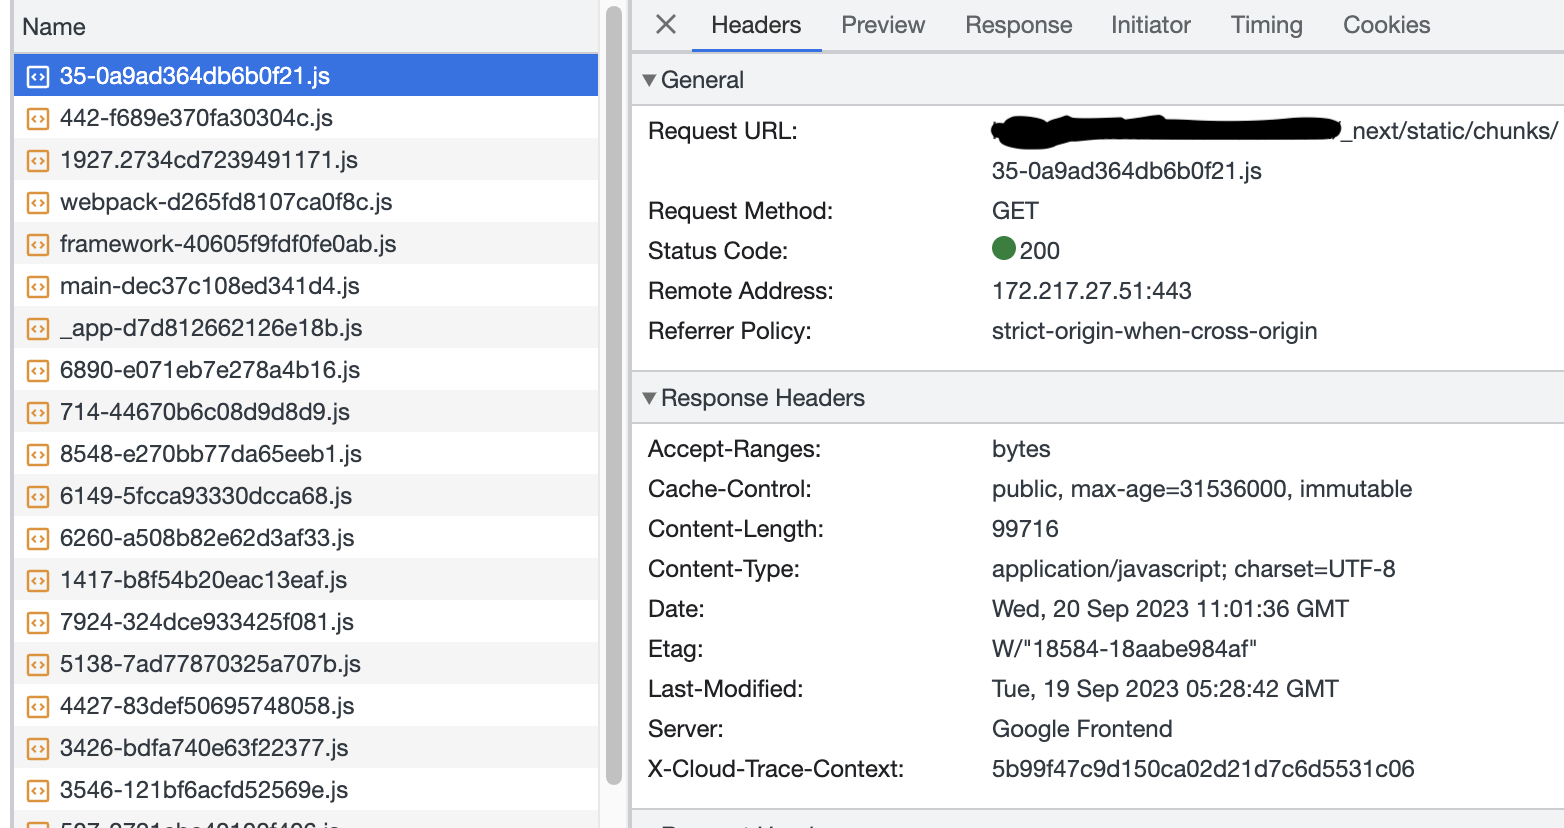 Name
35-0a9ad364db6b0f21.js
442-f689e370fa30304c.js
1927.2734cd7239491171.js
webpack-d265fd8107ca0f8c.js
framework-40605f9fdf0fe0ab.js
main-dec37c108ed341d4.js
_app-d7d812662126e18b.js
6890-e071eb7e278a4b16.js
714-44670b6c08d9d8d9.js
8548-e270bb77da65eeb1.js
6149-5fcca93330dcca68.js
6260-a508b82e62d3af33.js
1417-b8f54b20eac13eaf.js
7924-324dce933425f081.js
5138-7ad77870325a707b.js
4427-83def50695748058.js
3426-bdfa740e63f22377.js
3546-121bf6acfd52569e.js
Headers Preview Response Initiator Timing Cookies
General
Request URL: _next/static/chunks/
35-0a9ad364db6b0f21.js
Request Method: GET
Status Code: 200
Remote Address: 172.217.27.51:443
Referrer Policy: strict-origin-when-cross-origin
Response Headers
Accept-Ranges: bytes
Cache-Control: public, max-age=31536000, immutable
Content-Length: 99716
Content-Type: application/javascript; charset=UTF-8
Date: Wed, 20 Sep 2023 11:01:36 GMT
Etag: W/"18584-18aabe984af"
Last-Modified: Tue, 19 Sep 2023 05:28:42 GMT
Server: Google Frontend
X-Cloud-Trace-Context: 5b99f47c9d150ca02d21d7c6d5531c06